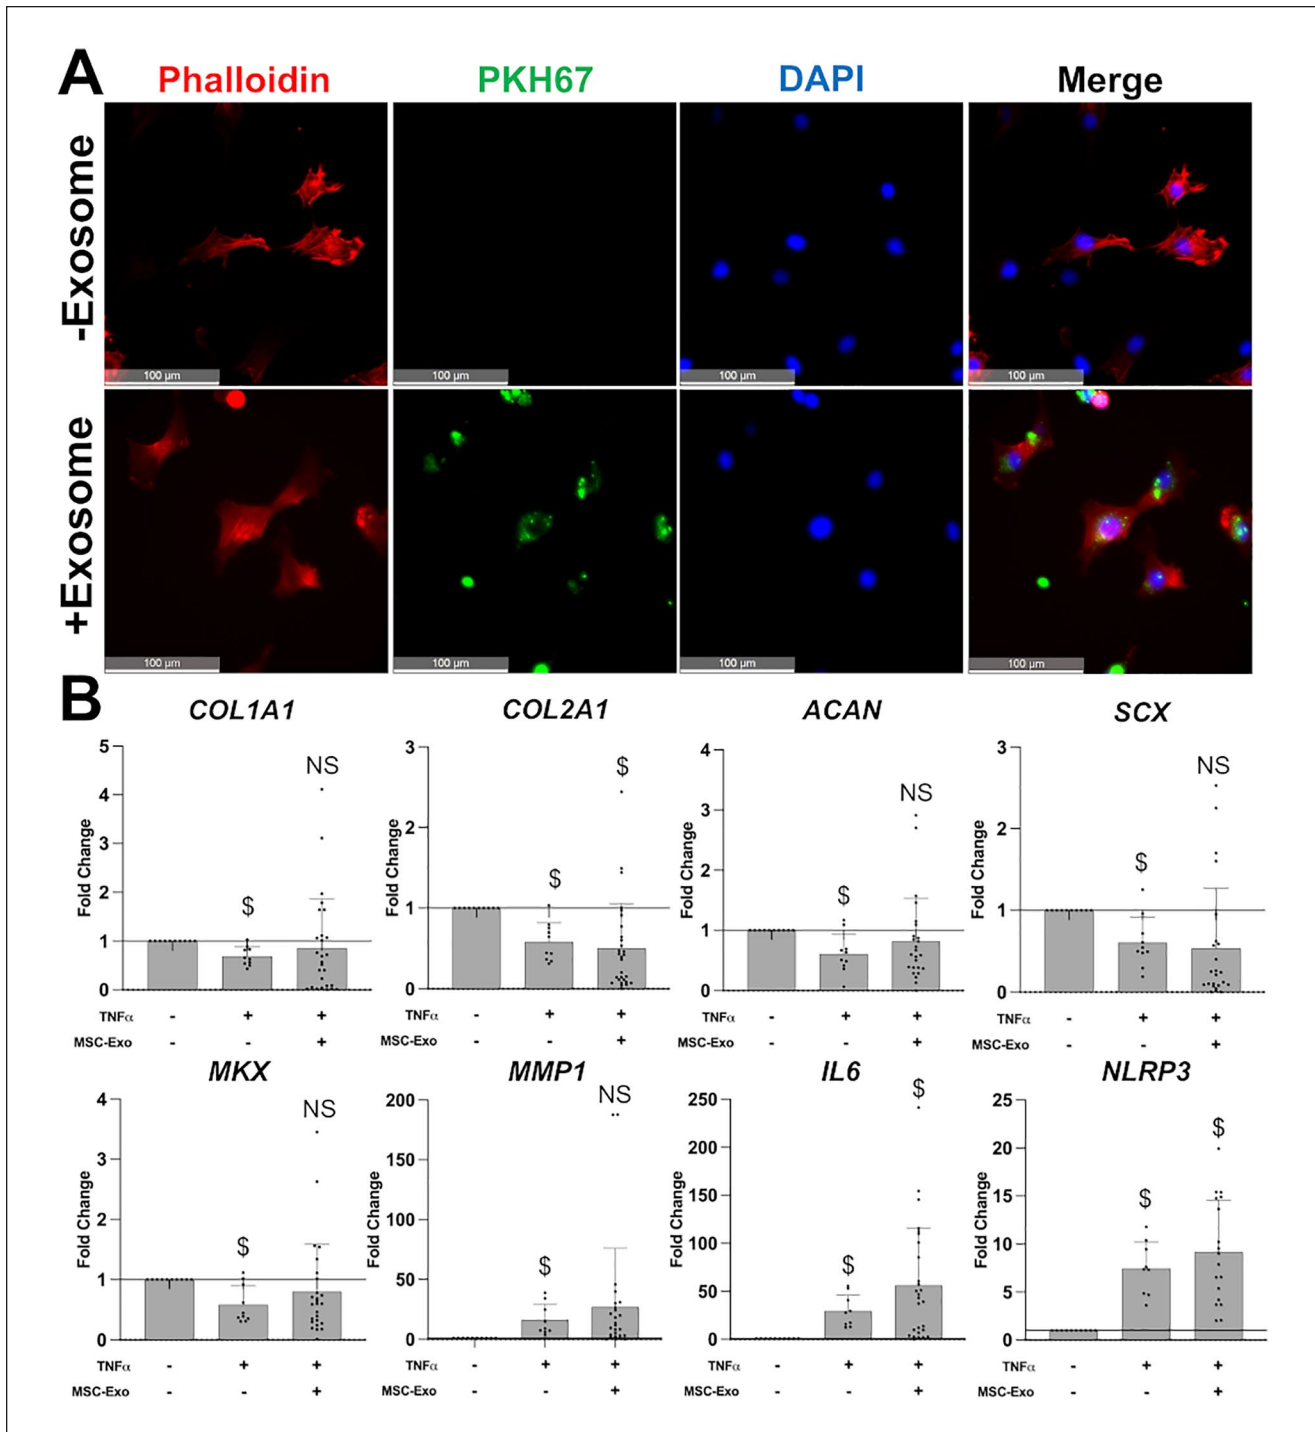 A
Phalloidin PKH67 DAPI Merge
-Exosome
100 µm 100 µm 100 µm 100 µm
+Exosome
100 µm 100 µm 100 µm 100 µm
B
COL1A1 COL2A1 ACAN SCX
5 4 3 2 1 0
Fold Change
$ NS
TNFα - + +
MSC-Exo - - +
3 2 1 0
Fold Change
$ $
TNFα - + +
MSC-Exo - - +
4 3 2 1 0
Fold Change
$ NS
TNFα - + +
MSC-Exo - - +
3 2 1 0
Fold Change
$ NS
TNFα - + +
MSC-Exo - - +
MKX MMP1 IL6 NLRP3
4 3 2 1 0
Fold Change
$ NS
TNFα - + +
MSC-Exo - - +
200 150 100 50 0
Fold Change
$ NS
TNFα - + +
MSC-Exo - - +
250 200 150 100 50 0
Fold Change
$ $
TNFα - + +
MSC-Exo - - +
25 20 15 10 5 0
Fold Change
$ $
TNFα - + +
MSC-Exo - - +